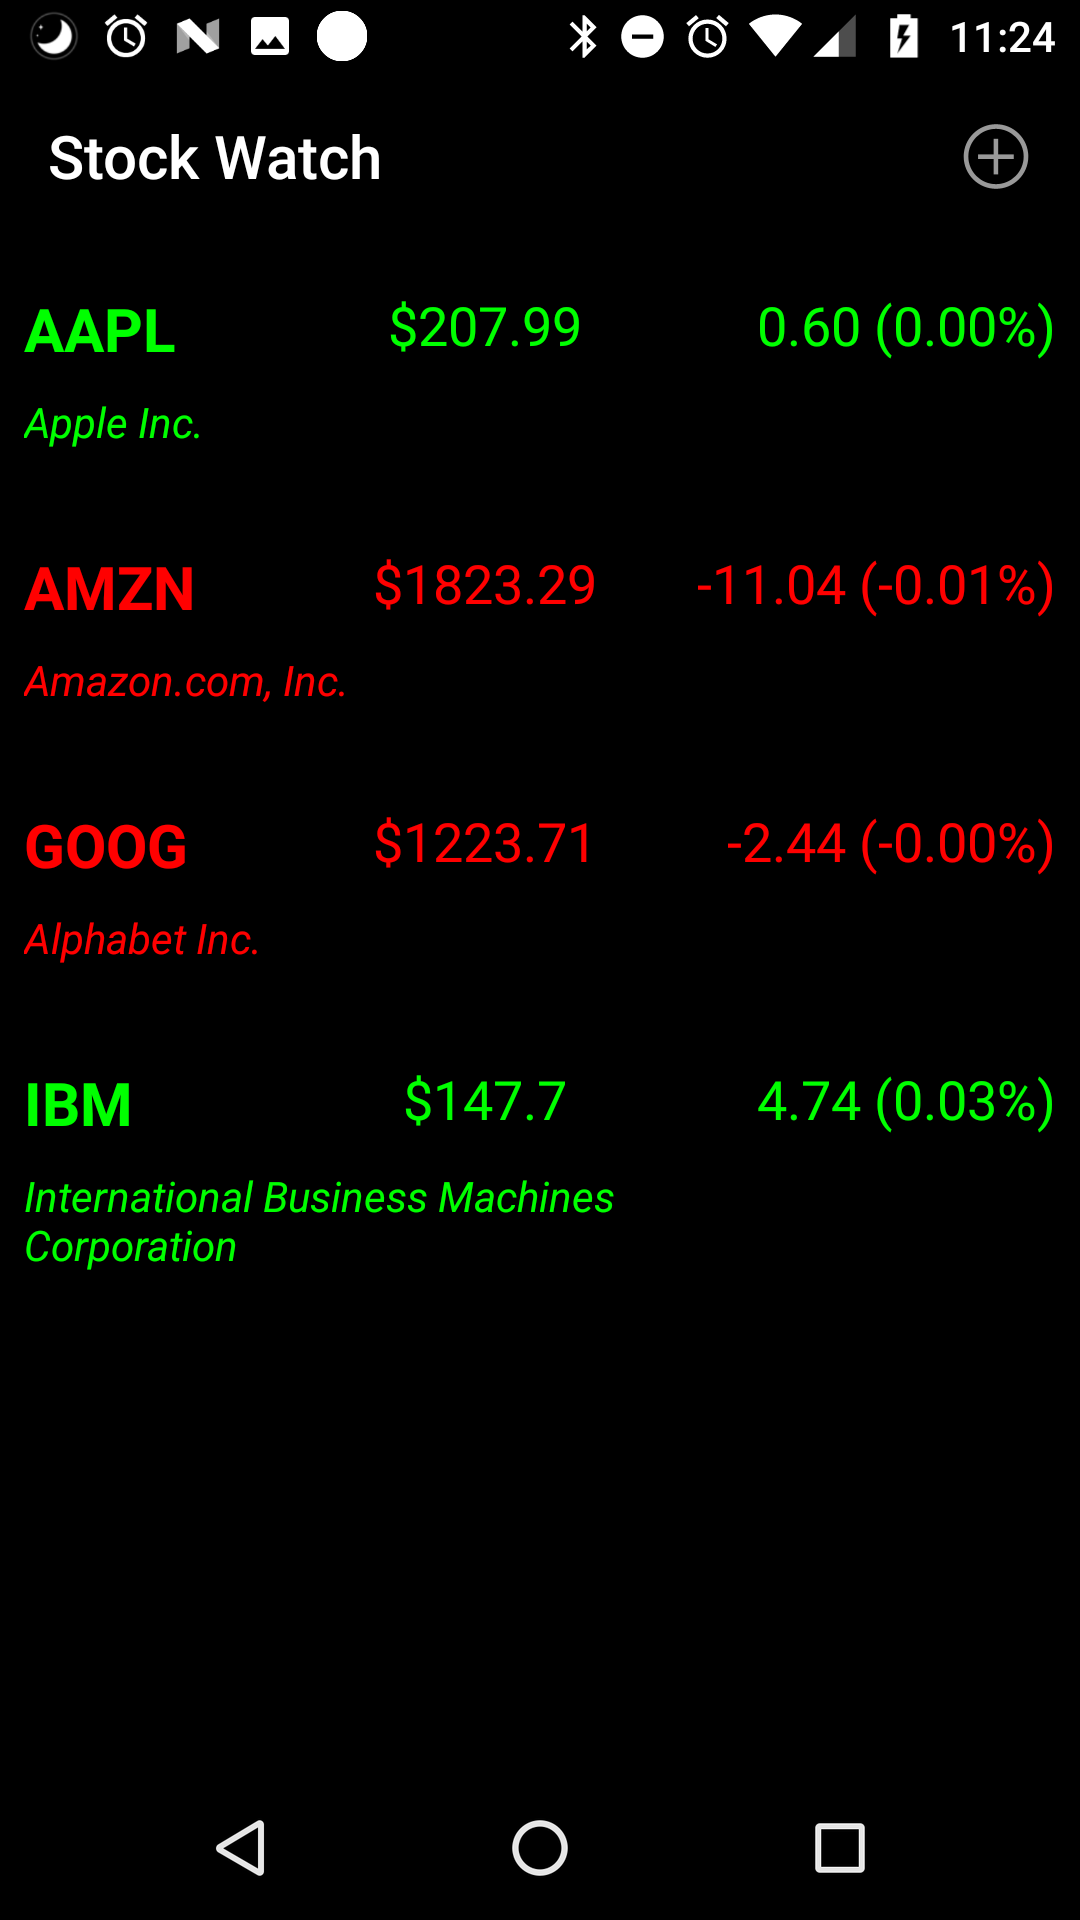 11:24
Stock Watch
AAPL $207.99 0.60 (0.00%)
Apple Inc.
AMZN $1823.29 -11.04 (-0.01%)
Amazon.com, Inc.
GOOG $1223.71 -2.44 (-0.00%)
Alphabet Inc.
IBM $147.7 4.74 (0.03%)
International Business Machines
Corporation